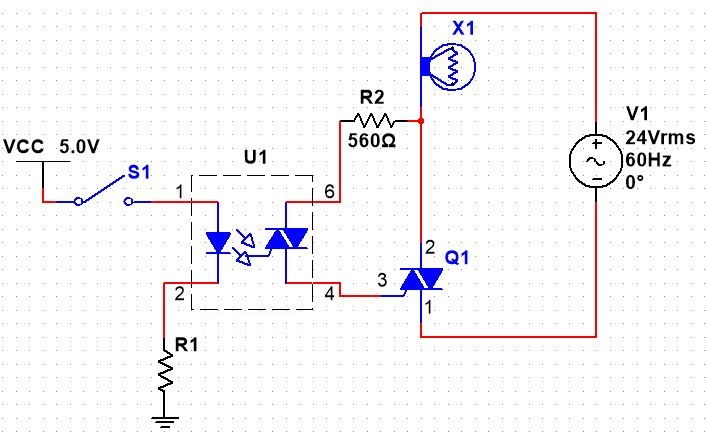 X1
R2
560Ω
V1
24Vrms
60Hz
0°
VCC 5.0V
S1
U1
1
6
2
4
2
Q1
3
1
R1